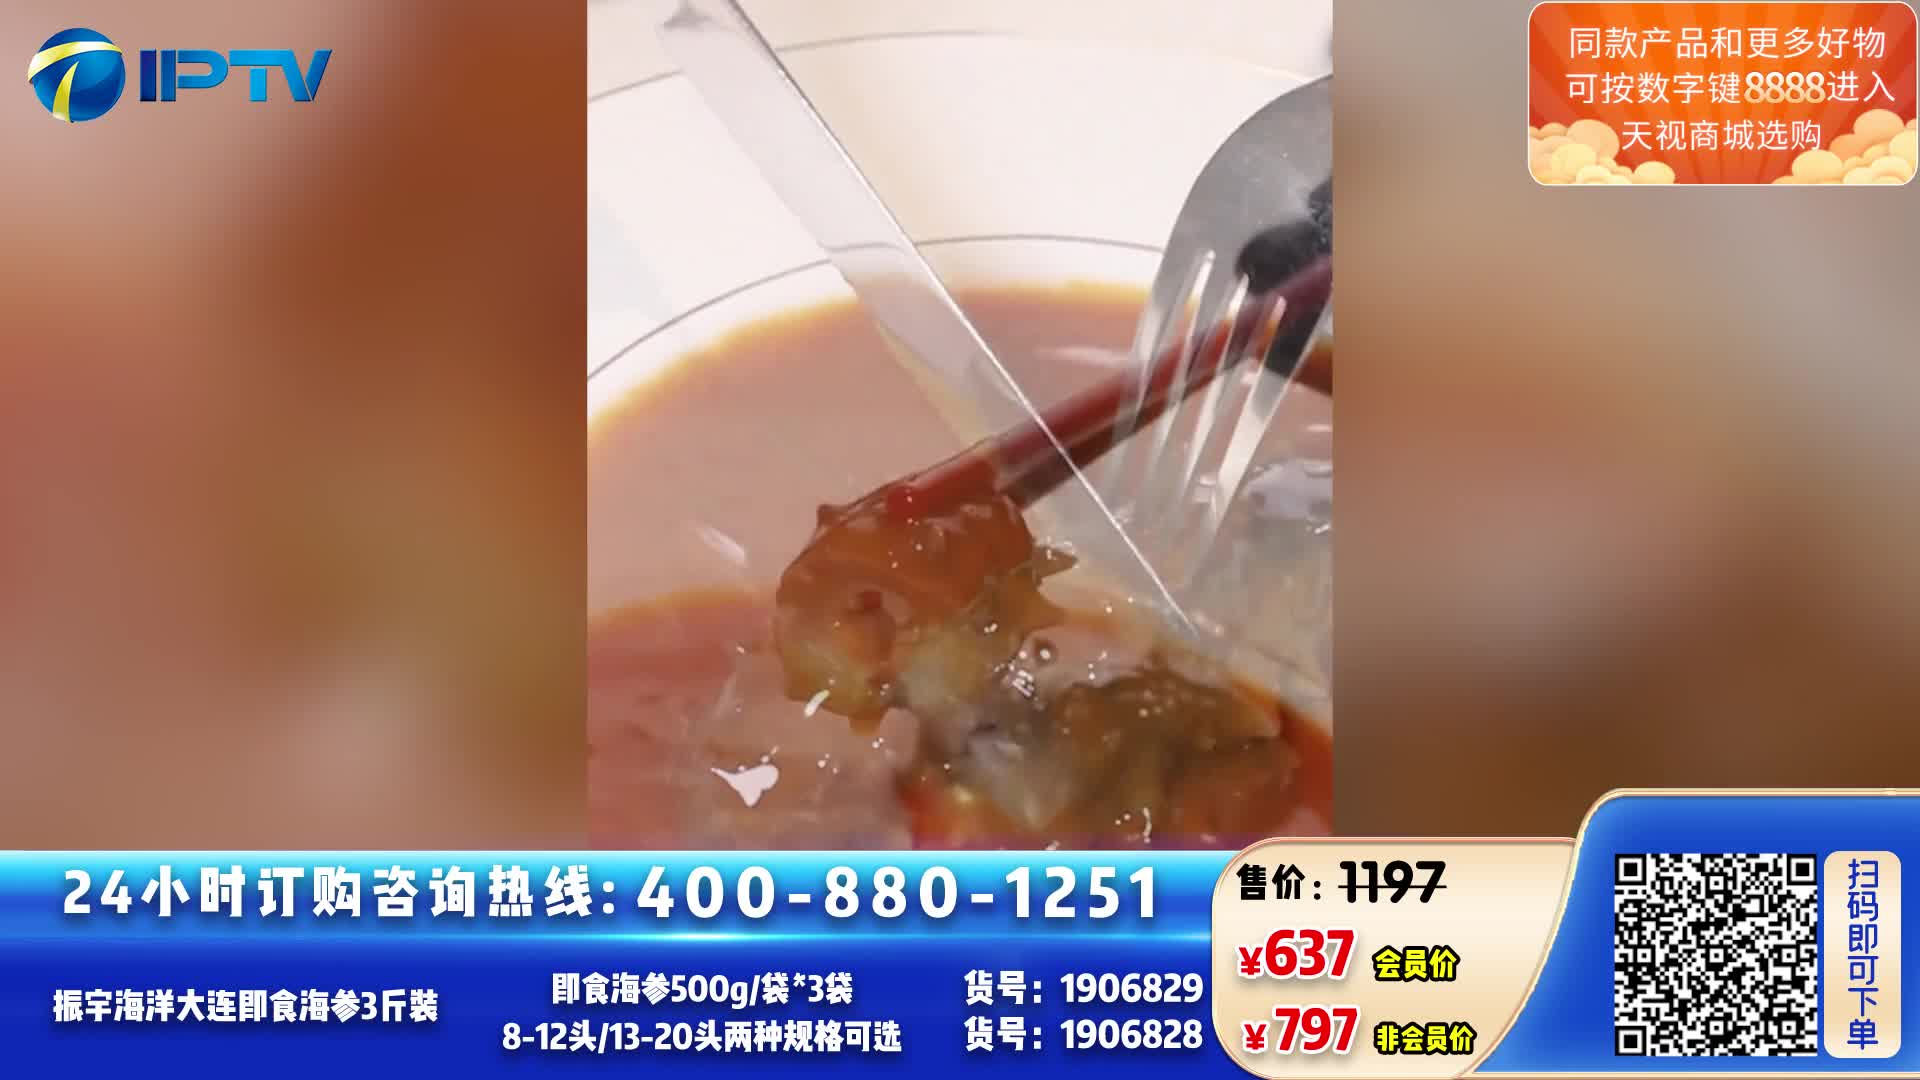 IPTV
同款产品和更多好物
可按数字键8888进入
天视商城选购
24小时订购咨询热线:400-880-1251
振宇海洋大连即食海参3斤装
即食海参500g/袋*3袋
8-12头/13-20头两种规格可选
货号：1906829
货号：1906828
售价：1197
¥637 会员价
¥797 非会员价
扫码即可下单